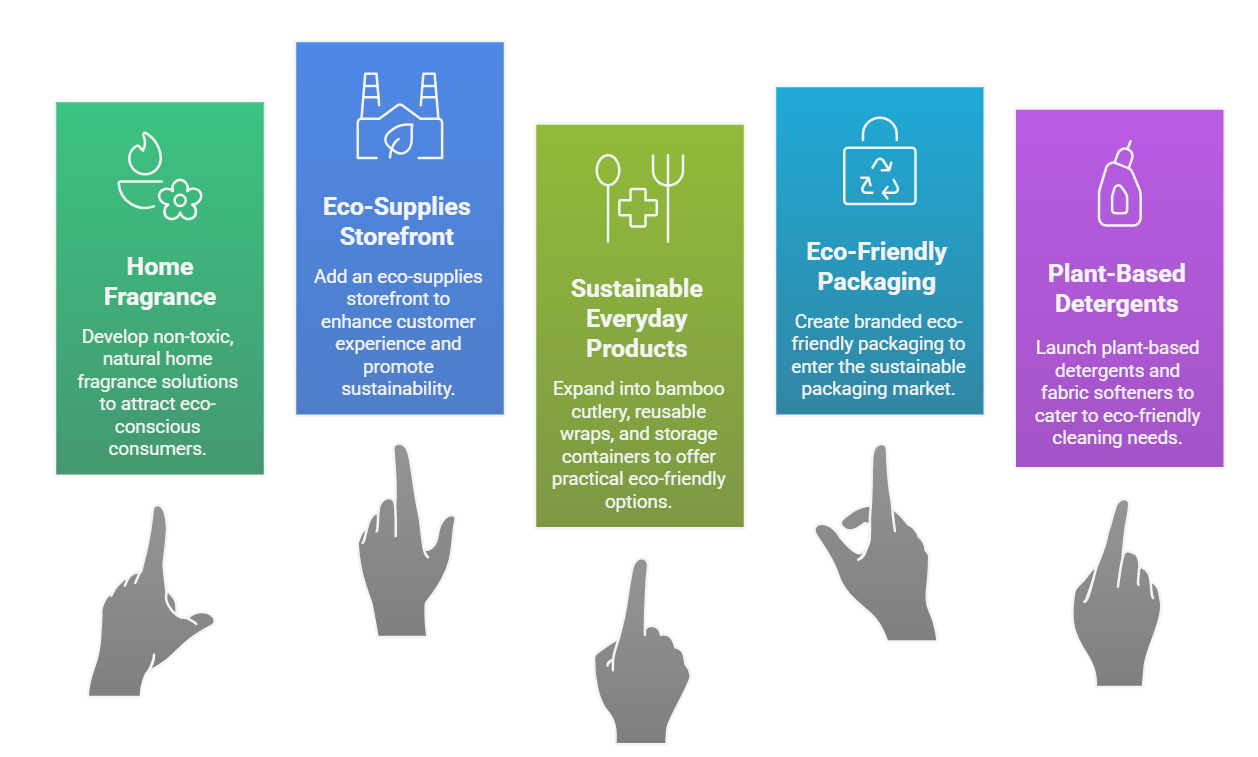 Home
Fragrance
Develop non-toxic,
natural home
fragrance solutions
to attract eco-
conscious
consumers.
Eco-Supplies
Storefront
Add an eco-supplies
storefront to
enhance customer
experience and
promote
sustainability.
Sustainable
Everyday
Products
Expand into bamboo
cutlery, reusable
wraps, and storage
containers to offer
practical eco-friendly
options.
Eco-Friendly
Packaging
Create branded eco-
friendly packaging to
enter the sustainable
packaging market.
Plant-Based
Detergents
Launch plant-based
detergents and
fabric softeners to
cater to eco-friendly
cleaning needs.